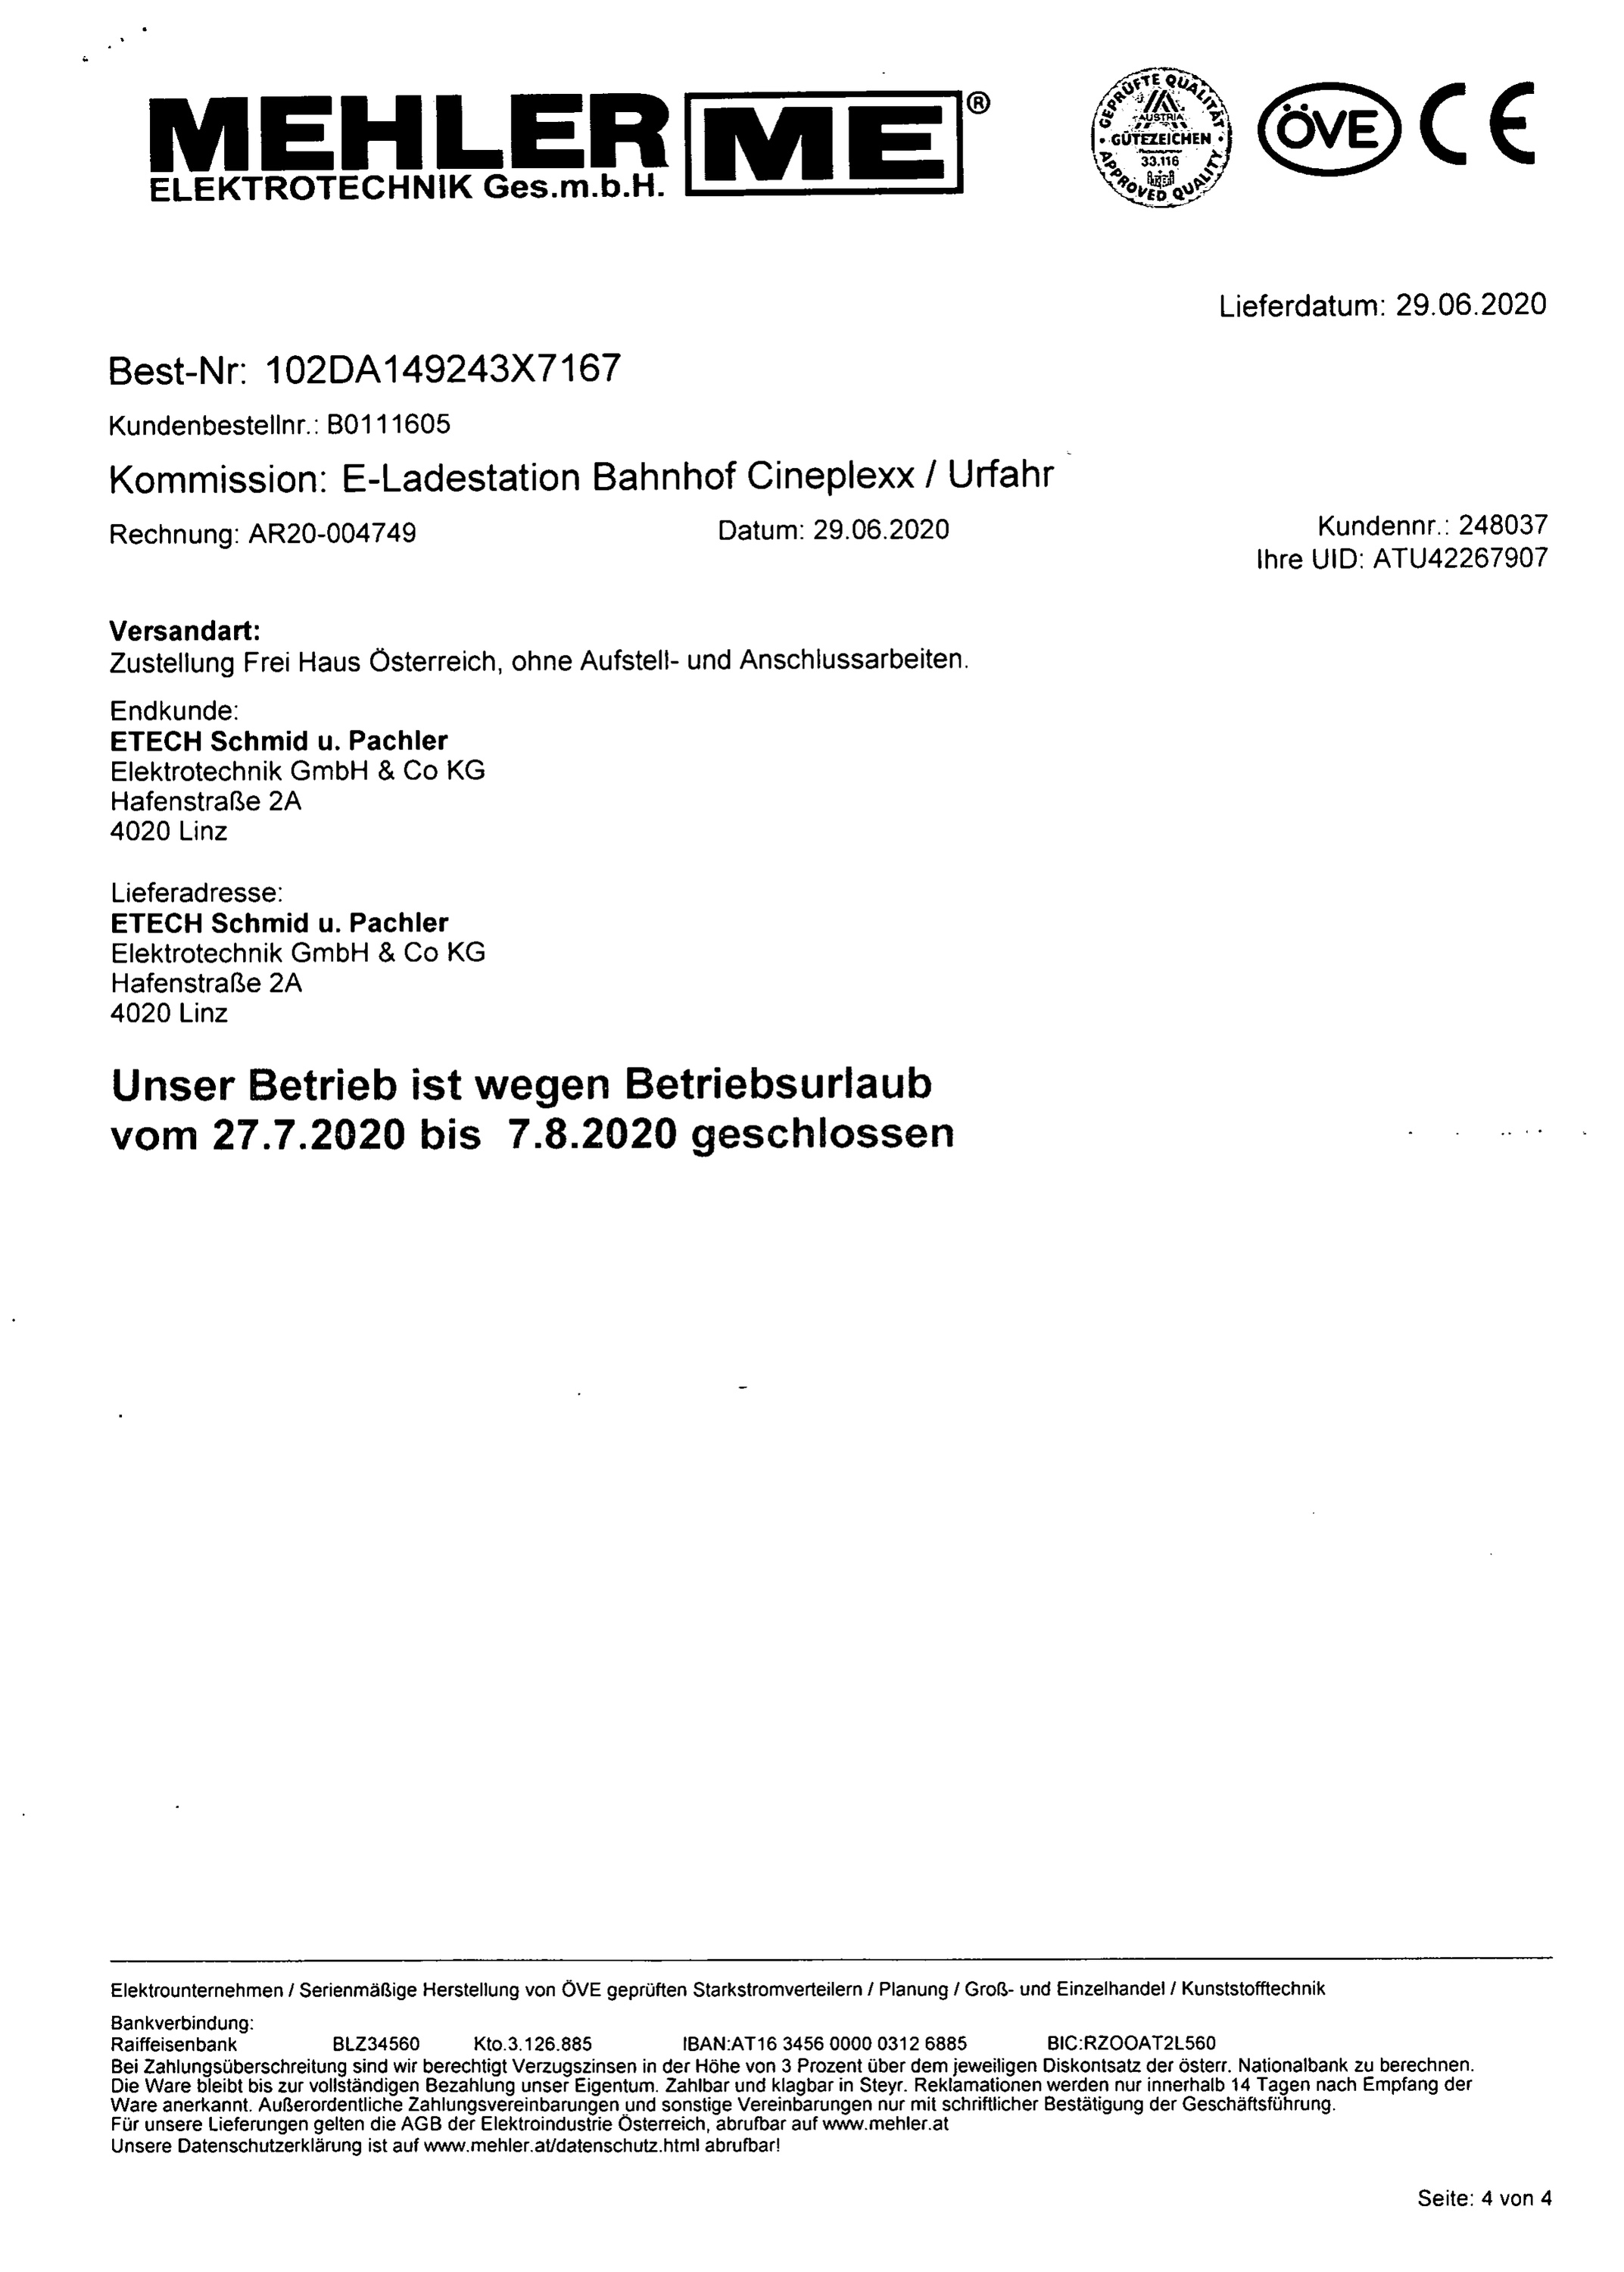 MEHLER ME®
ELEKTROTECHNIK Ges.m.b.H.
GEPRÜFTE QUALITÄT
AUSTRIA
GÜTEZEICHEN
33.116
APPROVED QUALITY
ÖVE CE
Lieferdatum: 29.06.2020
Best-Nr: 102DA149243X7167
Kundenbestellnr.: B0111605
Kommission: E-Ladestation Bahnhof Cineplexx / Urfahr
Rechnung: AR20-004749 Datum: 29.06.2020 Kundennr.: 248037
Ihre UID: ATU42267907
Versandart:
Zustellung Frei Haus Österreich, ohne Aufstell- und Anschlussarbeiten.
Endkunde:
ETECH Schmid u. Pachler
Elektrotechnik GmbH & Co KG
Hafenstraße 2A
4020 Linz
Lieferadresse:
ETECH Schmid u. Pachler
Elektrotechnik GmbH & Co KG
Hafenstraße 2A
4020 Linz
Unser Betrieb ist wegen Betriebsurlaub
vom 27.7.2020 bis 7.8.2020 geschlossen
Elektrounternehmen / Serienmäßige Herstellung von ÖVE geprüften Starkstromverteilern / Planung / Groß- und Einzelhandel / Kunststofftechnik
Bankverbindung:
Raiffeisenbank BLZ34560 Kto.3.126.885 IBAN:AT16 3456 0000 0312 6885 BIC:RZOOAT2L560
Bei Zahlungsüberschreitung sind wir berechtigt Verzugszinsen in der Höhe von 3 Prozent über dem jeweiligen Diskontsatz der österr. Nationalbank zu berechnen.
Die Ware bleibt bis zur vollständigen Bezahlung unser Eigentum. Zahlbar und klagbar in Steyr. Reklamationen werden nur innerhalb 14 Tagen nach Empfang der
Ware anerkannt. Außerordentliche Zahlungsvereinbarungen und sonstige Vereinbarungen nur mit schriftlicher Bestätigung der Geschäftsführung.
Für unsere Lieferungen gelten die AGB der Elektroindustrie Österreich, abrufbar auf www.mehler.at
Unsere Datenschutzerklärung ist auf www.mehler.at/datenschutz.html abrufbar!
Seite: 4 von 4